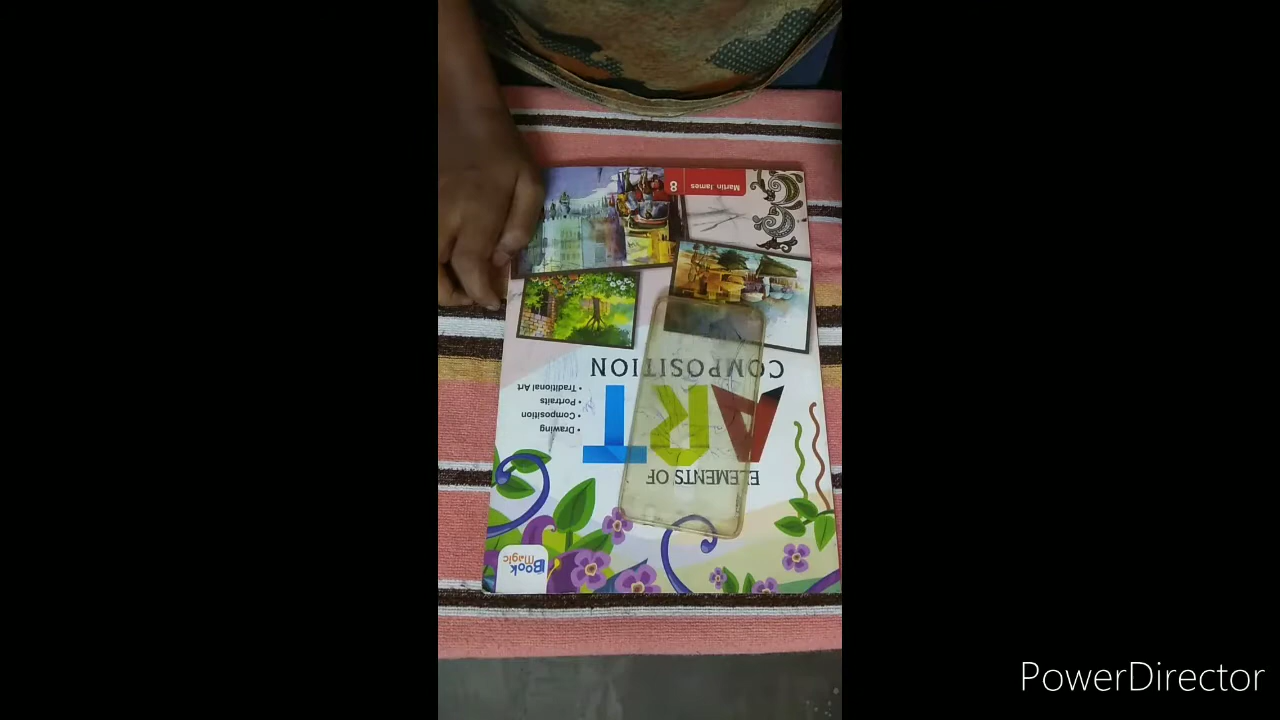 ELEMENTS OF
ART
COMPOSITION
• Drawing
• Composition
• Portraits
• Traditional Art
Martin James 8
Book
Magic
PowerDirector